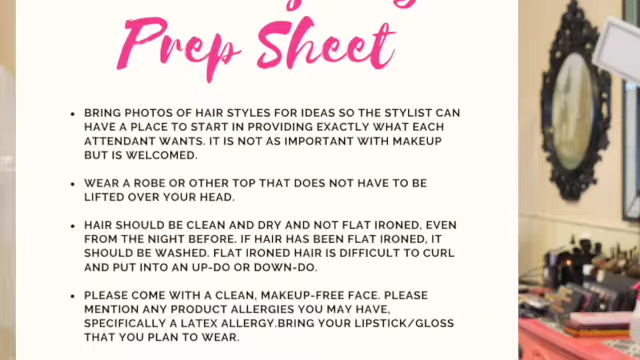 Prep Sheet
• BRING PHOTOS OF HAIR STYLES FOR IDEAS SO THE STYLIST CAN
HAVE A PLACE TO START IN PROVIDING EXACTLY WHAT EACH
ATTENDANT WANTS. IT IS NOT AS IMPORTANT WITH MAKEUP
BUT IS WELCOMED.
• WEAR A ROBE OR OTHER TOP THAT DOES NOT HAVE TO BE
LIFTED OVER YOUR HEAD.
• HAIR SHOULD BE CLEAN AND DRY AND NOT FLAT IRONED, EVEN
FROM THE NIGHT BEFORE. IF HAIR HAS BEEN FLAT IRONED, IT
SHOULD BE WASHED. FLAT IRONED HAIR IS DIFFICULT TO CURL
AND PUT INTO AN UP-DO OR DOWN-DO.
• PLEASE COME WITH A CLEAN, MAKEUP-FREE FACE. PLEASE
MENTION ANY PRODUCT ALLERGIES YOU MAY HAVE,
SPECIFICALLY A LATEX ALLERGY.BRING YOUR LIPSTICK/GLOSS
THAT YOU PLAN TO WEAR.